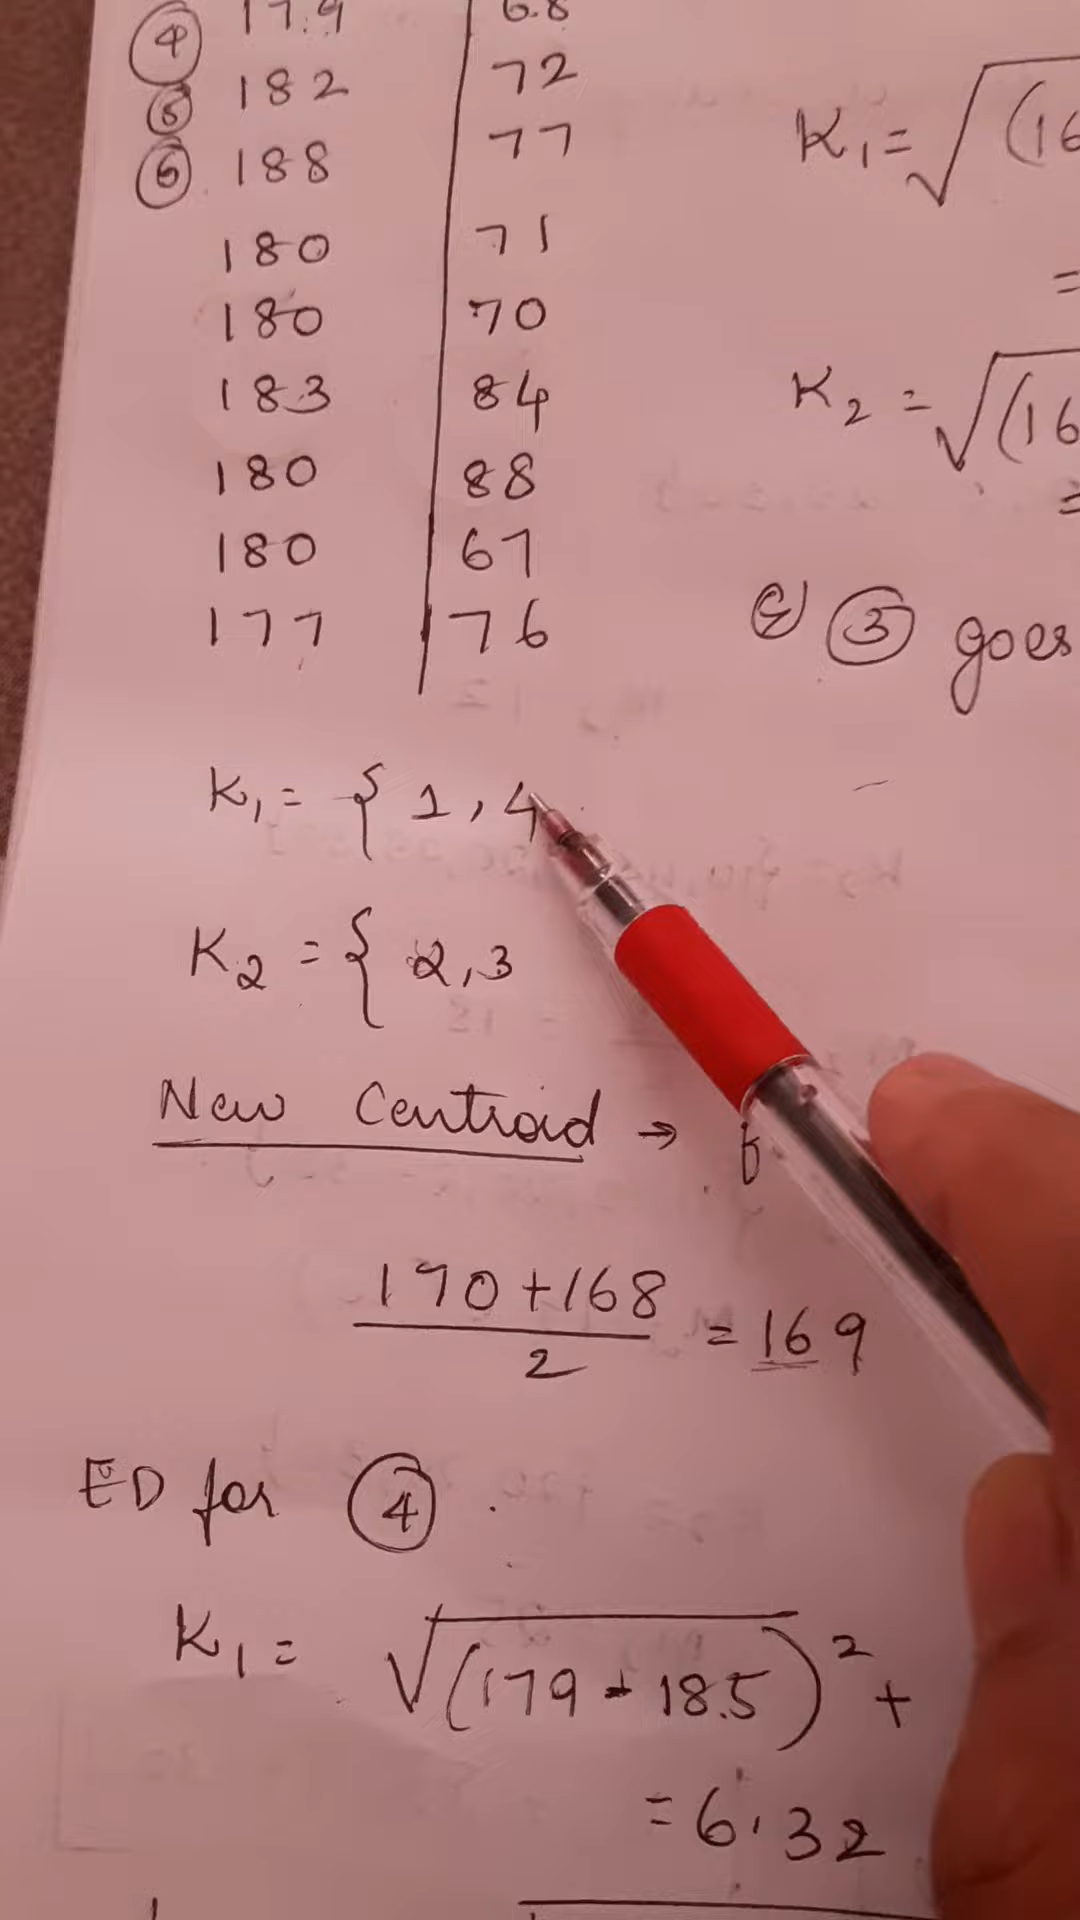 ④ 179 68
⑤ 182 72
⑥ 188 77
180 71
180 70
183 84
180 88
180 67
177 76
K₁ = √(16
=
K₂ = √(16
=
③ goes
K₁ = { 1, 4
K₂ = { 2, 3
New Centroid → f
170+168
2
= 169
ED for ④ .
K₁ = √(179 - 185)² +
= 6.32